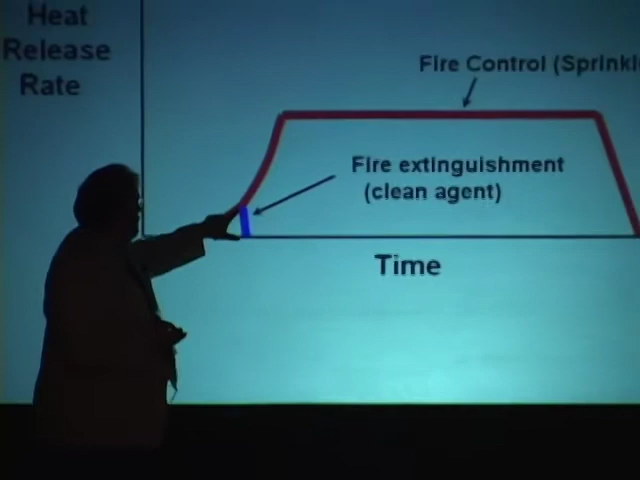 Heat
Release
Rate
Fire Control (Sprinkl
Fire extinguishment
(clean agent)
Time